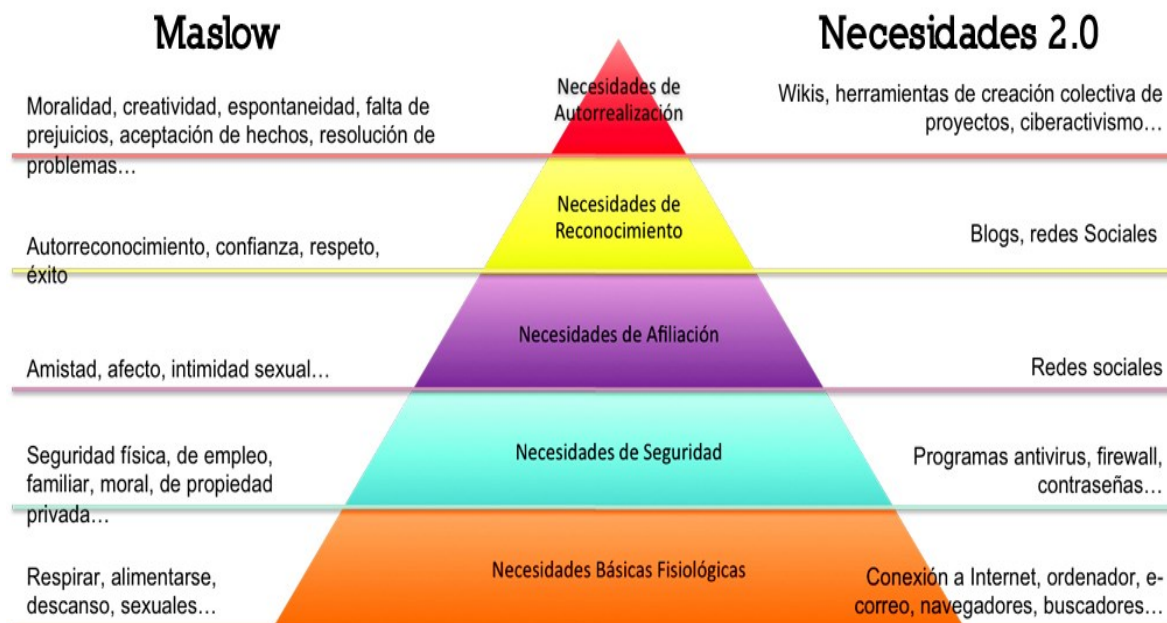 Maslow
Necesidades 2.0
Necesidades de
Autorrealización
Moralidad, creatividad, espontaneidad, falta de
prejuicios, aceptación de hechos, resolución de
problemas…
Wikis, herramientas de creación colectiva de
proyectos, ciberactivismo…
Necesidades de
Reconocimiento
Autorreconocimiento, confianza, respeto,
éxito
Blogs, redes Sociales
Necesidades de Afiliación
Amistad, afecto, intimidad sexual…
Redes sociales
Necesidades de Seguridad
Seguridad física, de empleo,
familiar, moral, de propiedad
privada…
Programas antivirus, firewall,
contraseñas…
Necesidades Básicas Fisiológicas
Respirar, alimentarse,
descanso, sexuales…
Conexión a Internet, ordenador, e-
correo, navegadores, buscadores…